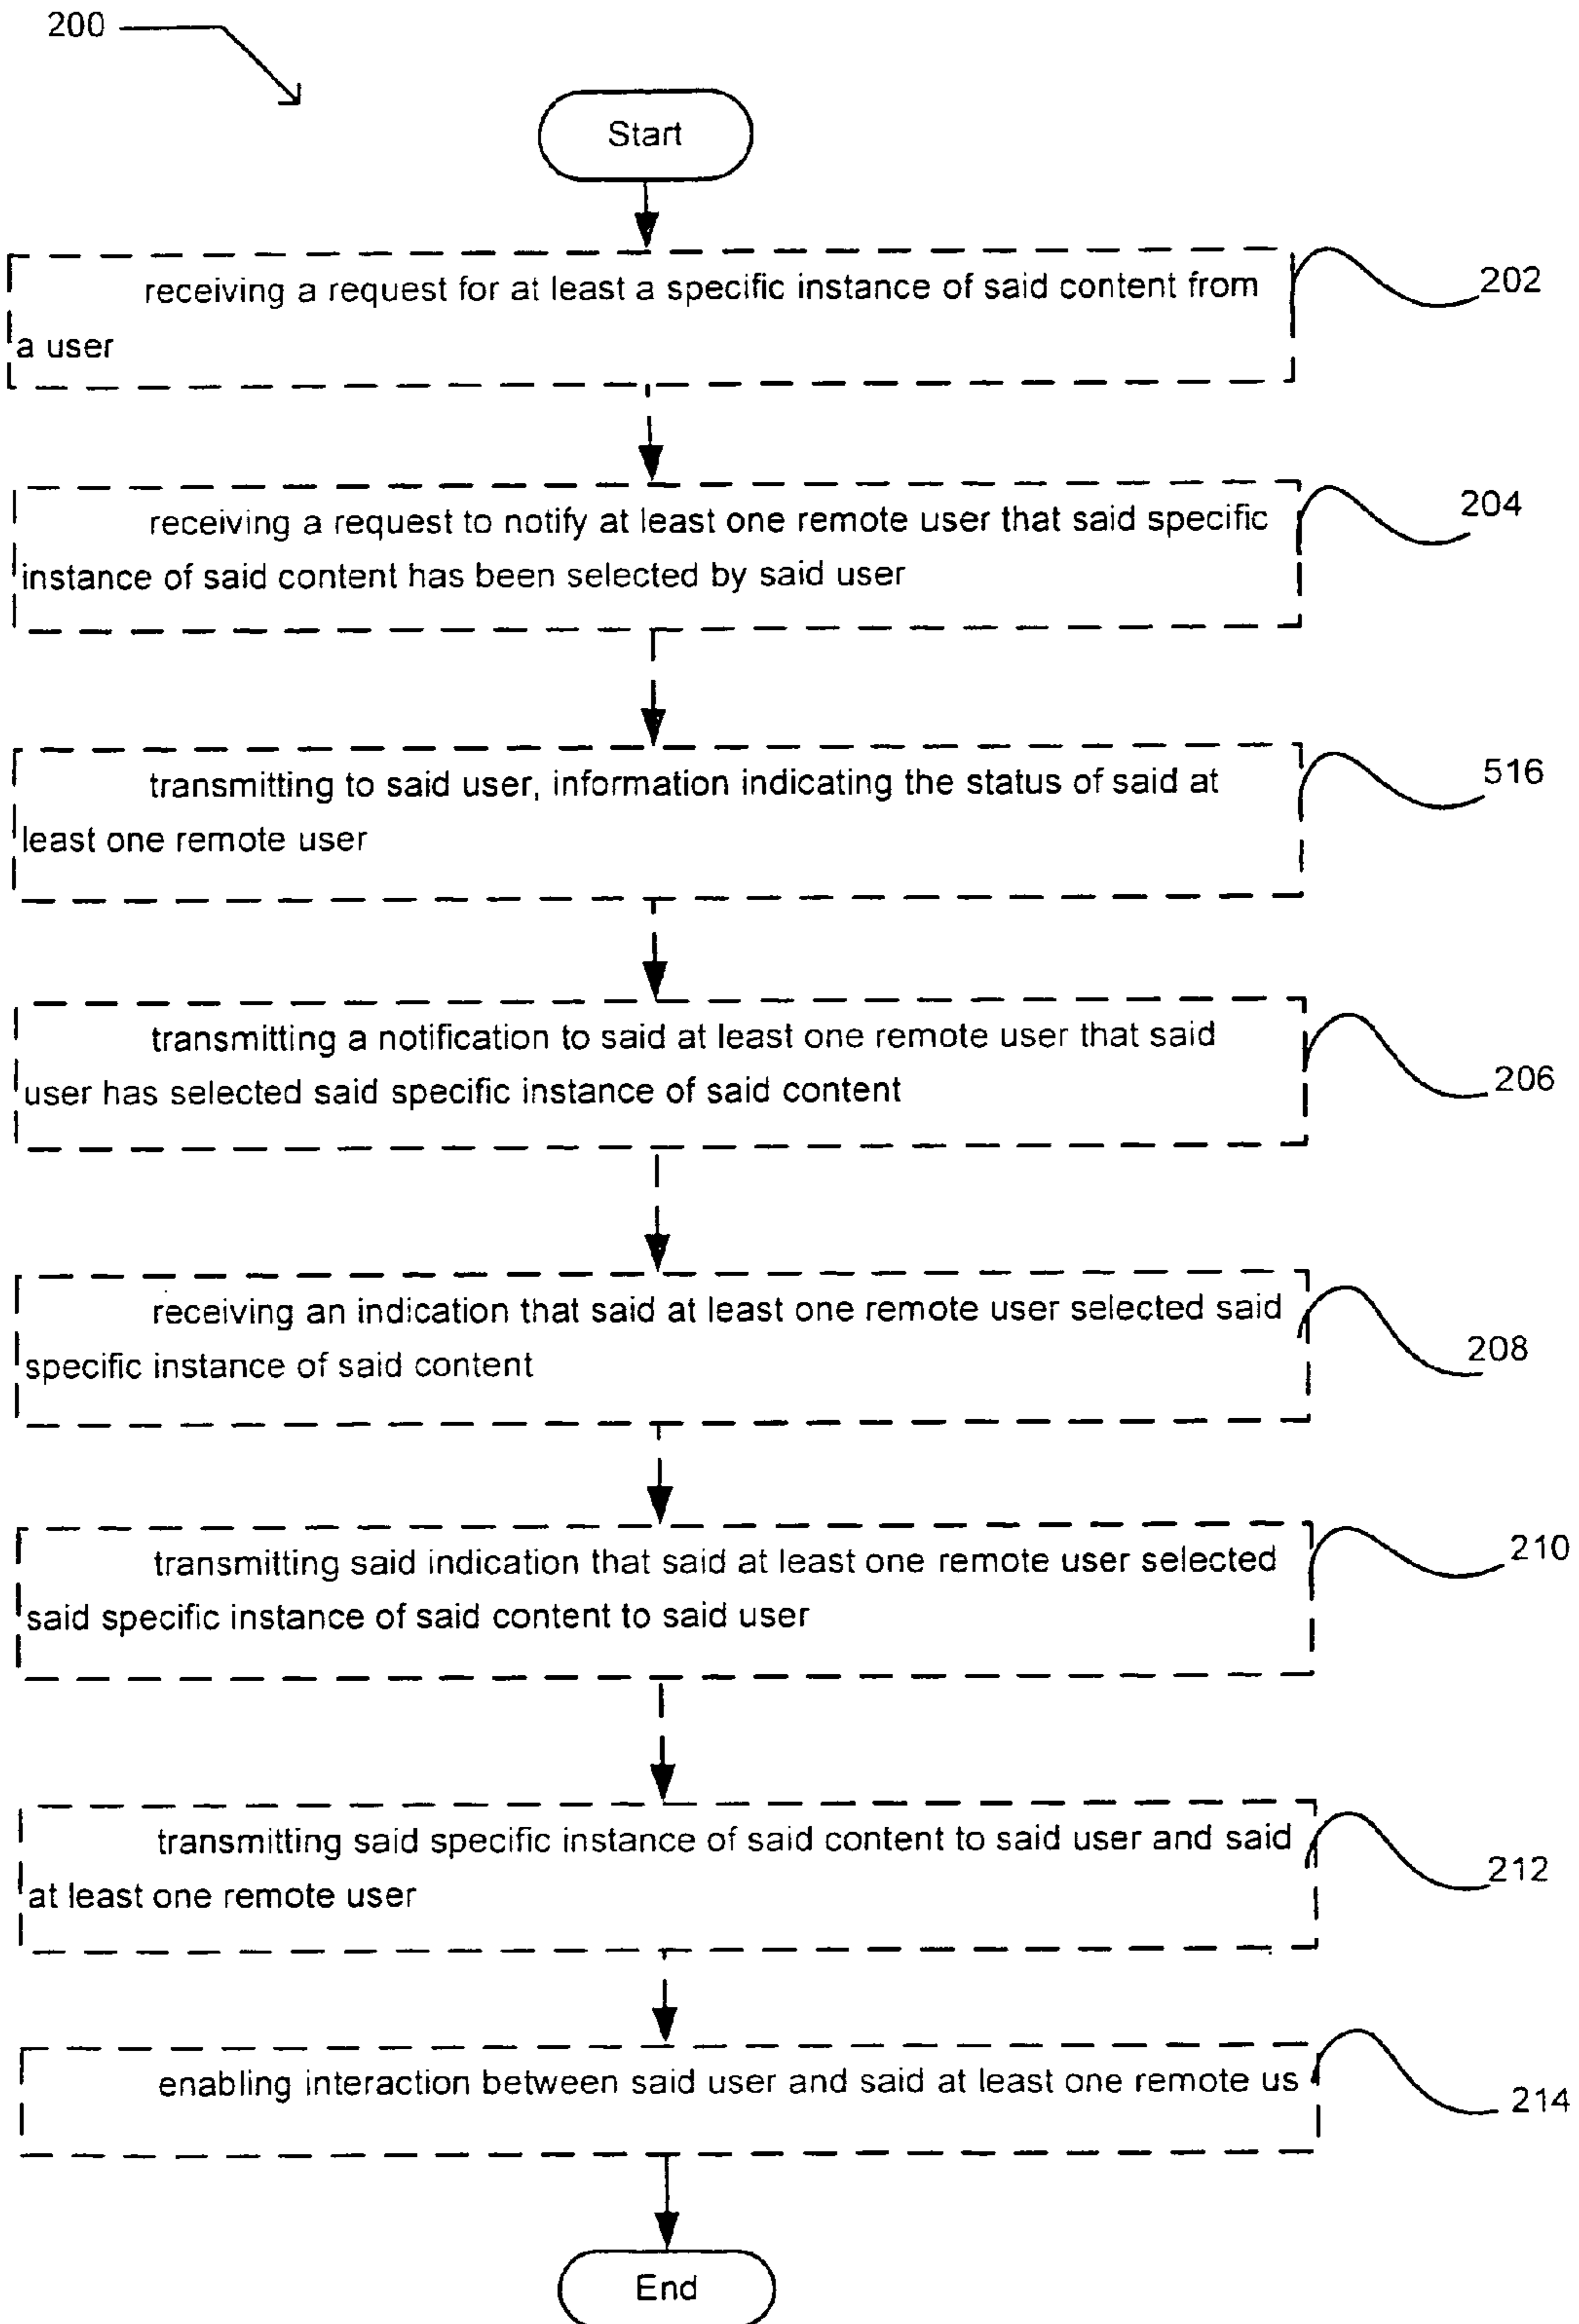 200
Start
receiving a request for at least a specific instance of said content from
a user
202
receiving a request to notify at least one remote user that said specific
instance of said content has been selected by said user
204
transmitting to said user, information indicating the status of said at
least one remote user
516
transmitting a notification to said at least one remote user that said
user has selected said specific instance of said content
206
receiving an indication that said at least one remote user selected said
specific instance of said content
208
transmitting said indication that said at least one remote user selected
said specific instance of said content to said user
210
transmitting said specific instance of said content to said user and said
at least one remote user
212
enabling interaction between said user and said at least one remote us
214
End